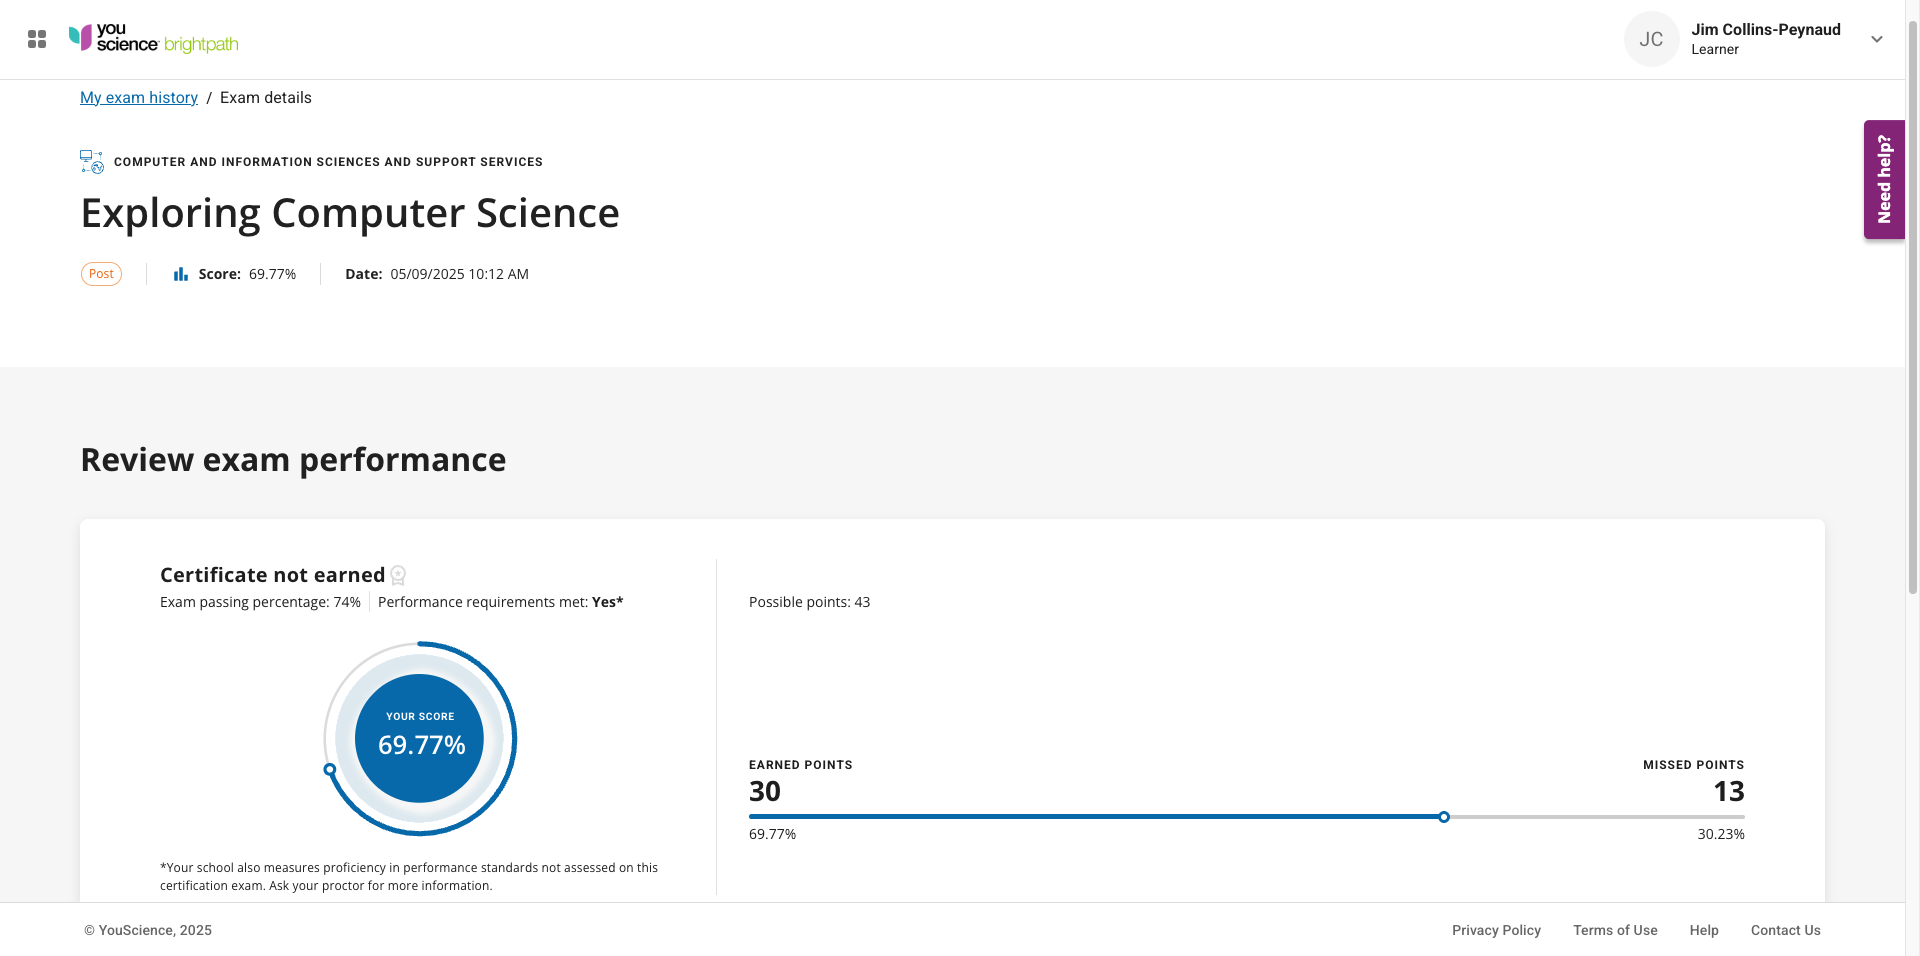 you
science brightpath
JC
Jim Collins-Peynaud
Learner
My exam history / Exam details
Need help?
COMPUTER AND INFORMATION SCIENCES AND SUPPORT SERVICES
Exploring Computer Science
Post
Score: 69.77%
Date: 05/09/2025 10:12 AM
Review exam performance
Certificate not earned
Exam passing percentage: 74%
Performance requirements met: Yes*
YOUR SCORE
69.77%
*Your school also measures proficiency in performance standards not assessed on this
certification exam. Ask your proctor for more information.
Possible points: 43
EARNED POINTS
30
69.77%
MISSED POINTS
13
30.23%
© YouScience, 2025
Privacy Policy
Terms of Use
Help
Contact Us